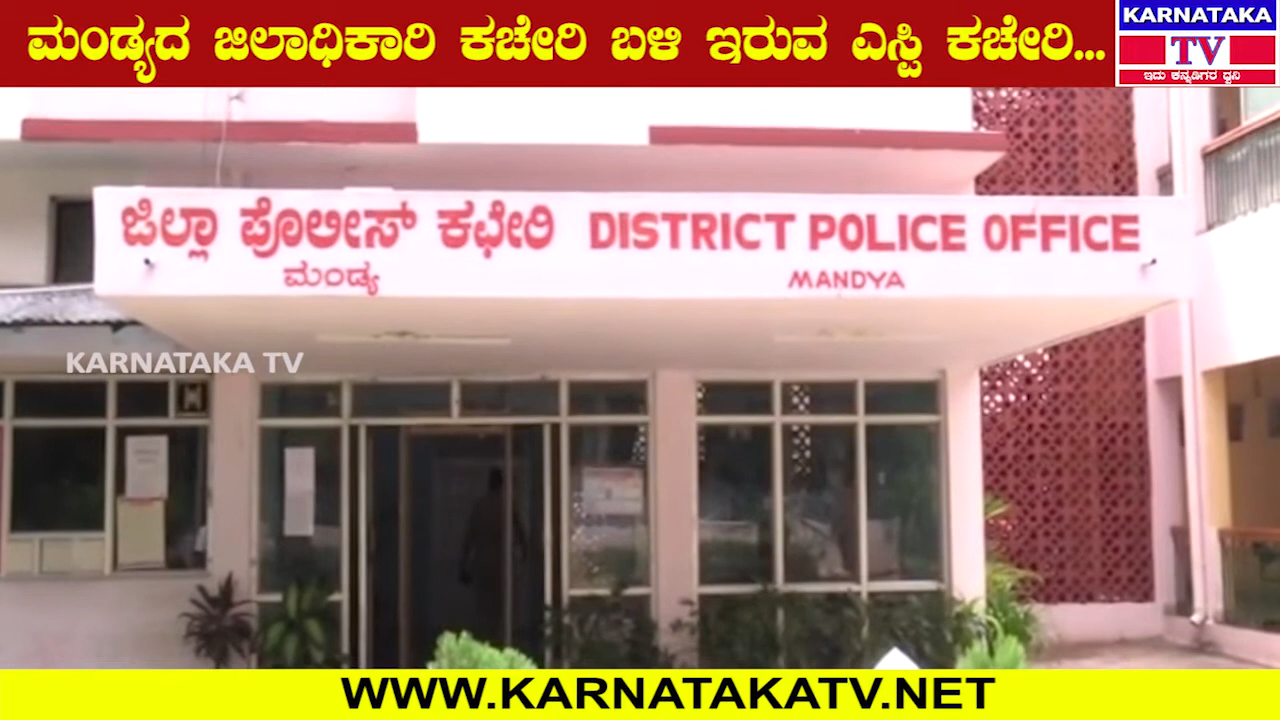 ಮಂಡ್ಯದ ಜಿಲಾಧಿಕಾರಿ ಕಚೇರಿ ಬಳಿ ಇರುವ ಎಸ್ಪಿ ಕಚೇರಿ...
KARNATAKA
TV
ಇದು ಕನ್ನಡಿಗರ ಧ್ವನಿ
ಜಿಲ್ಲಾ ಪೊಲೀಸ್ ಕಛೇರಿ DISTRICT POLICE OFFICE
ಮಂಡ್ಯ MANDYA
KARNATAKA TV
WWW.KARNATAKATV.NET